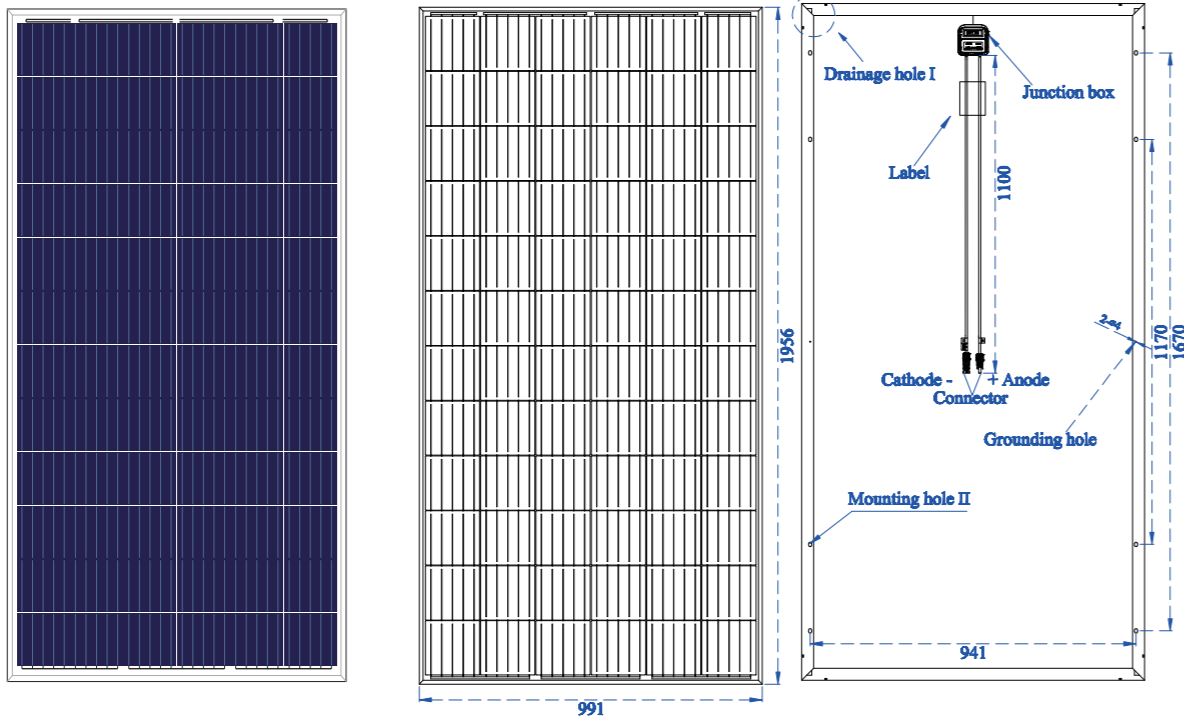 Drainage hole I
Junction box
Label
1100
1956
2-ø4
1170
1670
Cathode -
+ Anode
Connector
Grounding hole
Mounting hole II
941
991